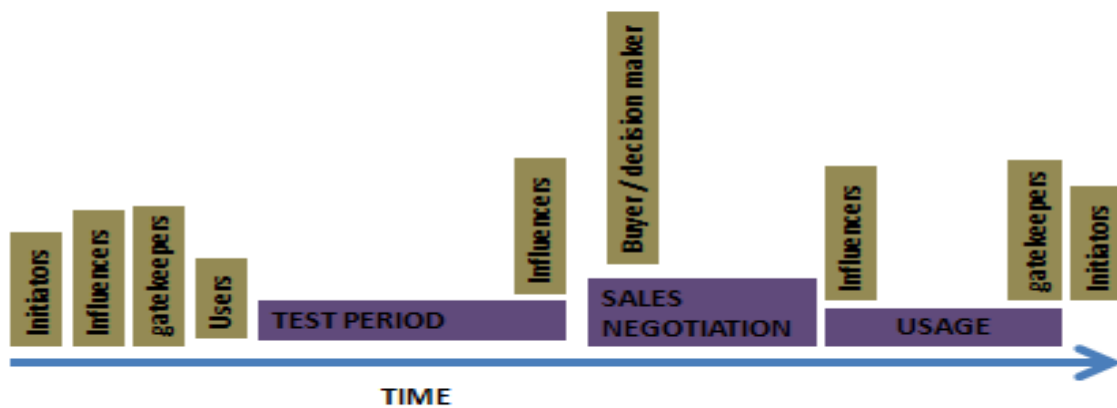 Initiators
Influencers
gatekeepers
Users
TEST PERIOD
Influencers
Buyer / decision maker
SALES
NEGOTIATION
Influencers
USAGE
gatekeepers
Initiators
TIME